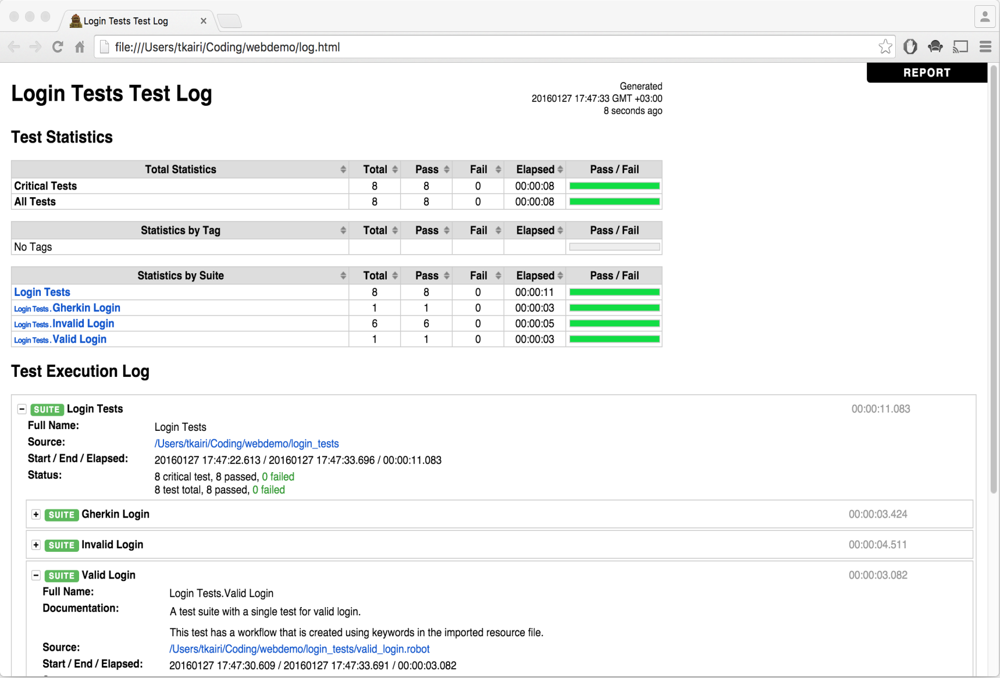 Login Tests Test Log
file:///Users/tkairi/Coding/webdemo/log.html
REPORT
Login Tests Test Log
Generated
20160127 17:47:33 GMT +03:00
8 seconds ago
Test Statistics
Total Statistics Total Pass Fail Elapsed Pass / Fail
Critical Tests 8 8 0 00:00:08
All Tests 8 8 0 00:00:08
Statistics by Tag Total Pass Fail Elapsed Pass / Fail
No Tags
Statistics by Suite Total Pass Fail Elapsed Pass / Fail
Login Tests 8 8 0 00:00:11
Login Tests . Gherkin Login 1 1 0 00:00:03
Login Tests . Invalid Login 6 6 0 00:00:05
Login Tests . Valid Login 1 1 0 00:00:03
Test Execution Log
SUITE Login Tests 00:00:11.083
Full Name: Login Tests
Source: /Users/tkairi/Coding/webdemo/login_tests
Start / End / Elapsed: 20160127 17:47:22.613 / 20160127 17:47:33.696 / 00:00:11.083
Status: 8 critical test, 8 passed, 0 failed
8 test total, 8 passed, 0 failed
SUITE Gherkin Login 00:00:03.424
SUITE Invalid Login 00:00:04.511
SUITE Valid Login 00:00:03.082
Full Name: Login Tests.Valid Login
Documentation: A test suite with a single test for valid login.
This test has a workflow that is created using keywords in the imported resource file.
Source: /Users/tkairi/Coding/webdemo/login_tests/valid_login.robot
Start / End / Elapsed: 20160127 17:47:30.609 / 20160127 17:47:33.691 / 00:00:03.082